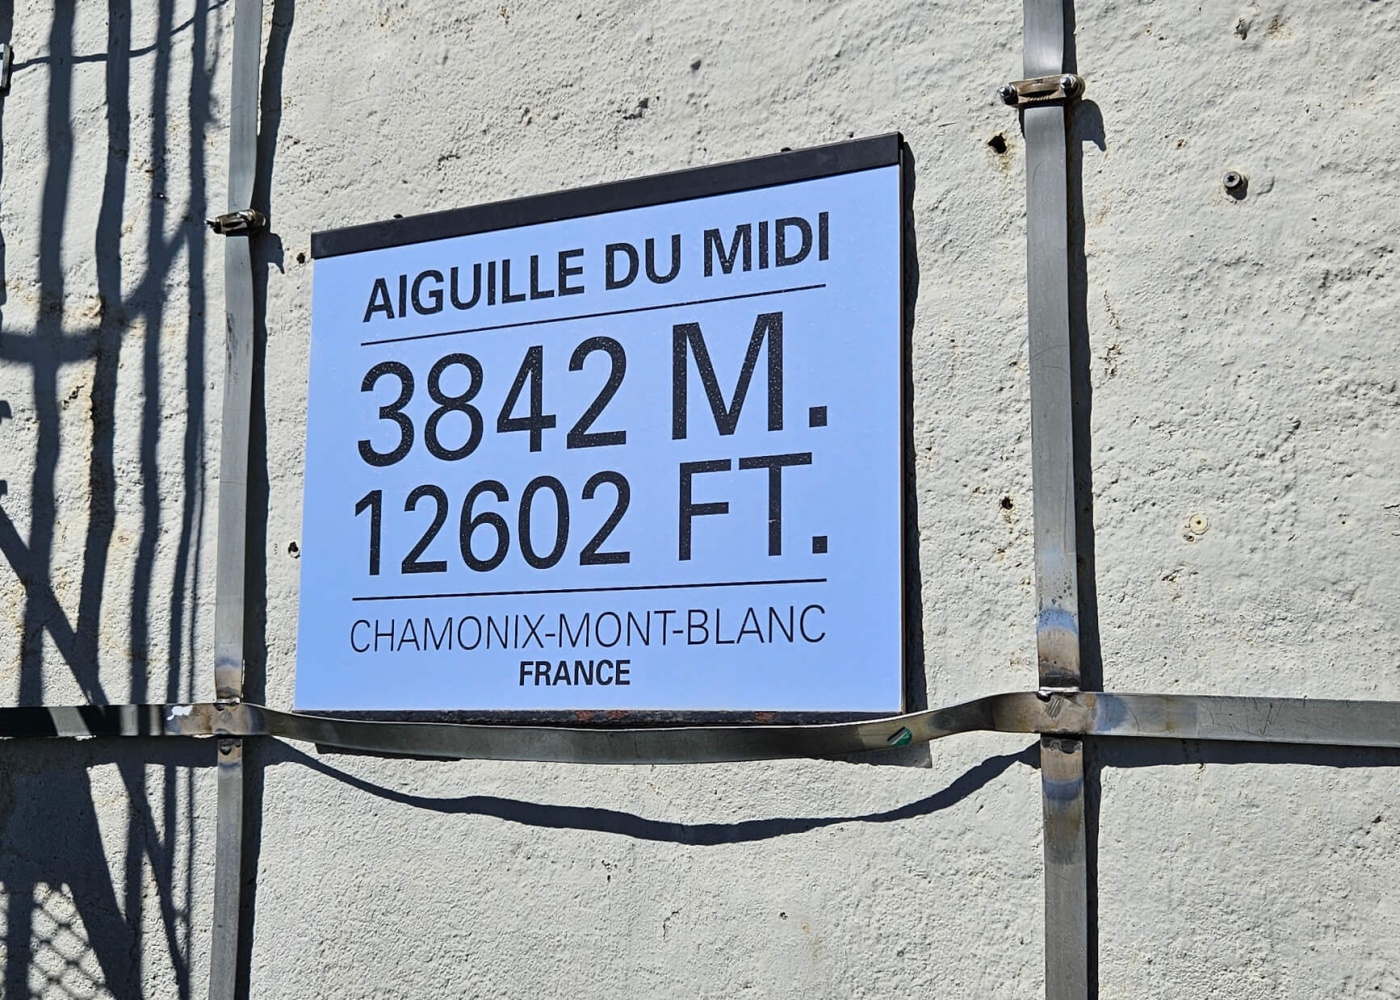 AIGUILLE DU MIDI
3842 M.
12602 FT.
CHAMONIX-MONT-BLANC
FRANCE